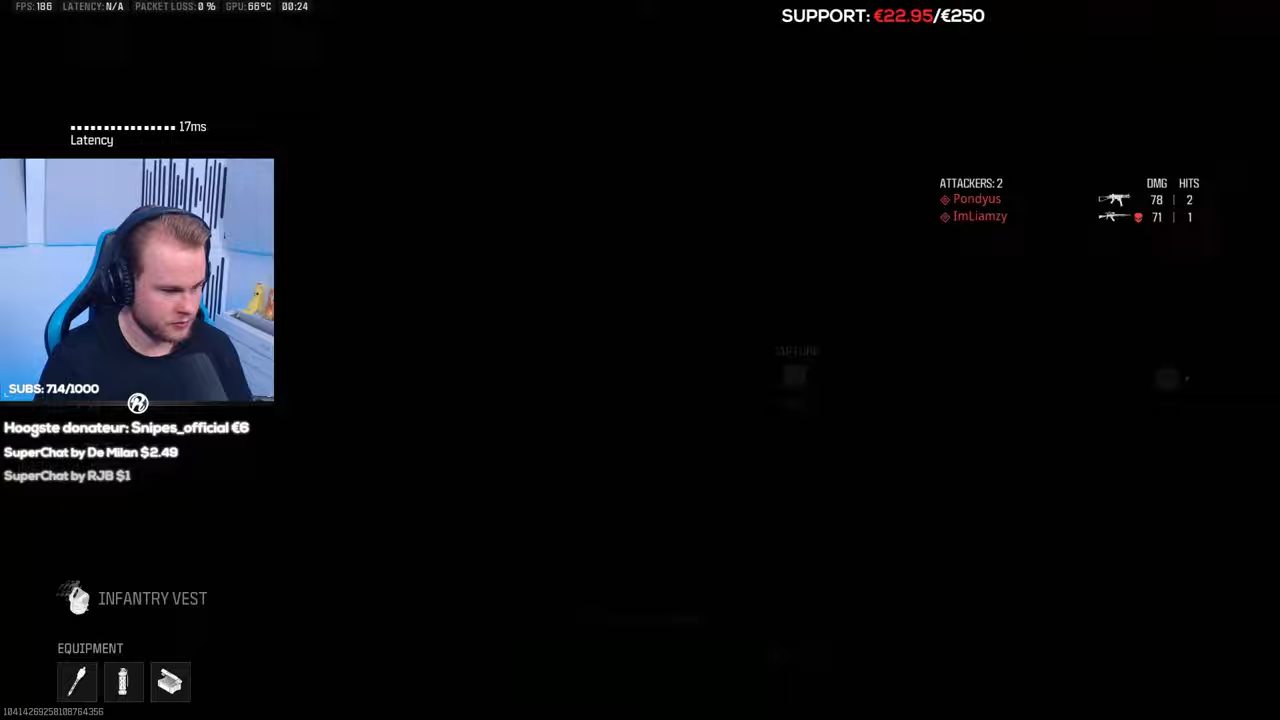 FPS: 186 LATENCY: N/A PACKET LOSS: 0 % GPU: 66°C 00:24
SUPPORT: €22.95/€250
17ms
Latency
ATTACKERS: 2 DMG HITS
Pondyus 78 | 2
ImLiamzy 71 | 1
SUBS: 714/1000
Hoogste donateur: Snipes_official €6
SuperChat by De Milan $2.49
SuperChat by RJB $1
INFANTRY VEST
EQUIPMENT
10414269258108764356